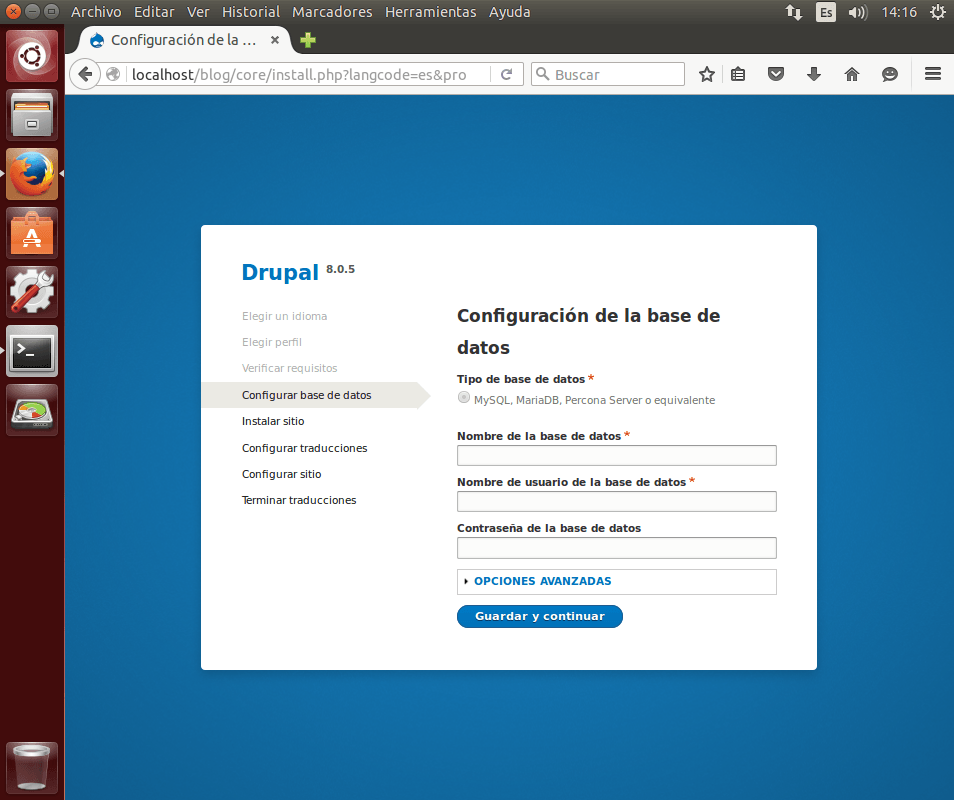 Archivo Editar Ver Historial Marcadores Herramientas Ayuda Es 14:16
Configuración de la ...
localhost/blog/core/install.php?langcode=es&pro Buscar
Drupal 8.0.5
Elegir un idioma
Elegir perfil
Verificar requisitos
Configurar base de datos
Instalar sitio
Configurar traducciones
Configurar sitio
Terminar traducciones
Configuración de la base de
datos
Tipo de base de datos *
MySQL, MariaDB, Percona Server o equivalente
Nombre de la base de datos *
Nombre de usuario de la base de datos *
Contraseña de la base de datos
OPCIONES AVANZADAS
Guardar y continuar